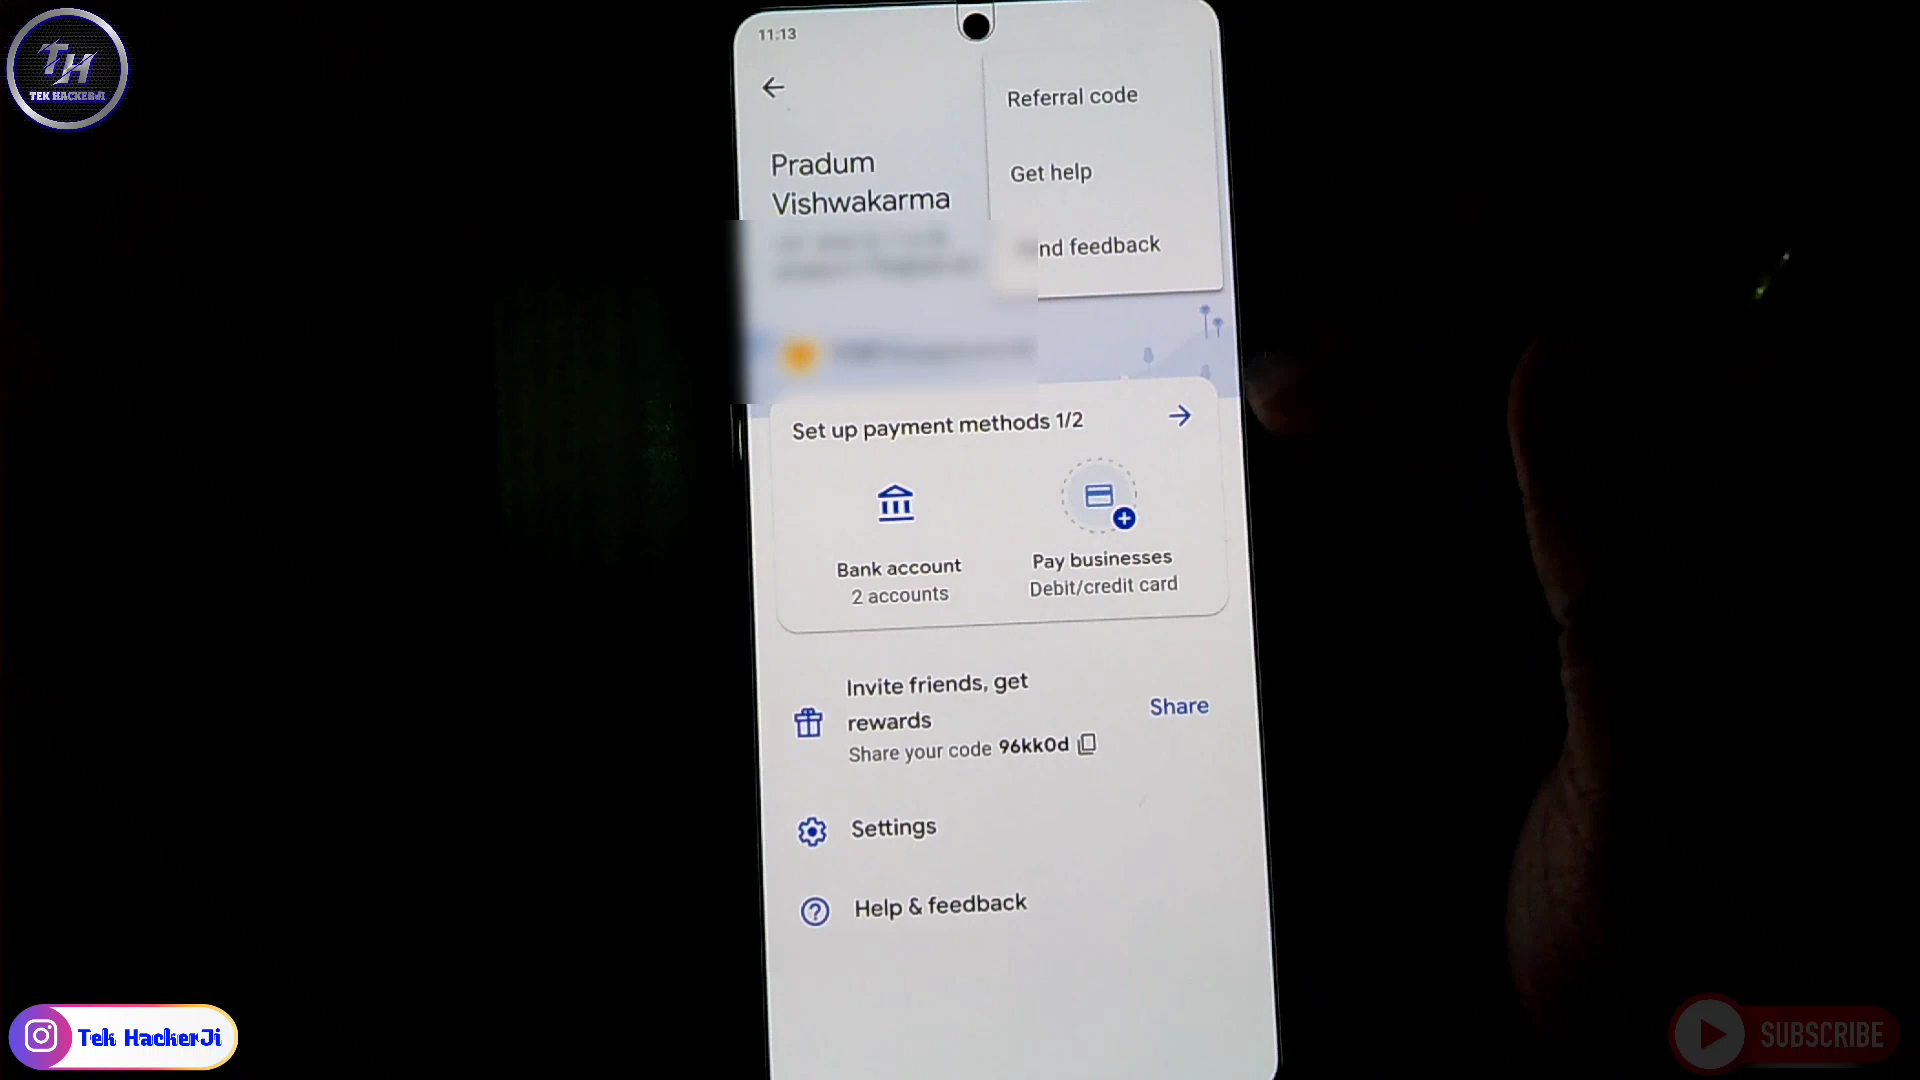 TH
TEK HACKERJI
11:13
Referral code
Get help
nd feedback
Pradum
Vishwakarma
Set up payment methods 1/2
Bank account
2 accounts
Pay businesses
Debit/credit card
Invite friends, get
rewards
Share your code 96kk0d
Share
Settings
Help & feedback
Tek HackerJi
SUBSCRIBE